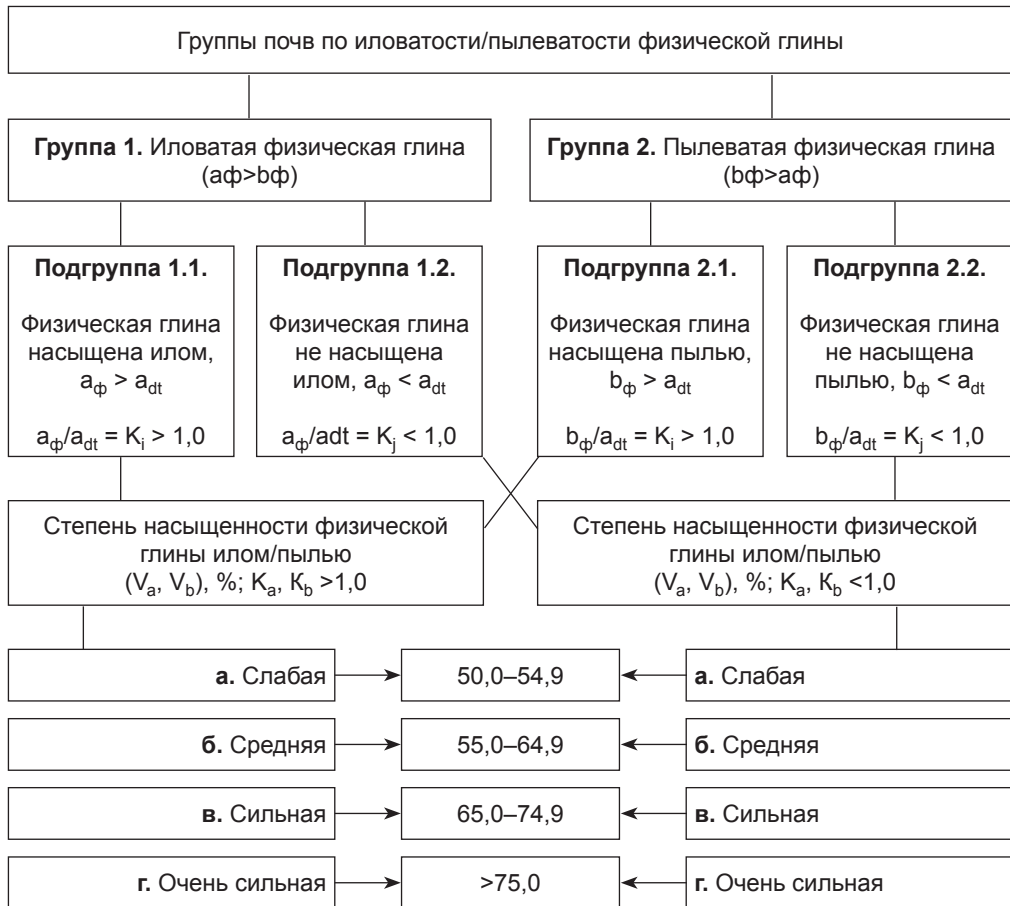 Группы почв по иловатости/пылеватости физической глины
Группа 1. Иловатая физическая глина
(aф>bф)
Группа 2. Пылеватая физическая глина
(bф>aф)
Подгруппа 1.1.
Физическая глина
насыщена илом,
aф > adt
aф/adt = Ki > 1,0
Подгруппа 1.2.
Физическая глина
не насыщена
илом, aф < adt
aф/adt = Kj < 1,0
Подгруппа 2.1.
Физическая глина
насыщена пылью,
bф > adt
bф/adt = Ki > 1,0
Подгруппа 2.2.
Физическая глина
не насыщена
пылью, bф < adt
bф/adt = Kj < 1,0
Степень насыщенности физической
глины илом/пылью
(Va, Vb), %; Ka, Kb >1,0
Степень насыщенности физической
глины илом/пылью
(Va, Vb), %; Ka, Kb <1,0
а. Слабая
50,0–54,9
а. Слабая
б. Средняя
55,0–64,9
б. Средняя
в. Сильная
65,0–74,9
в. Сильная
г. Очень сильная
>75,0
г. Очень сильная